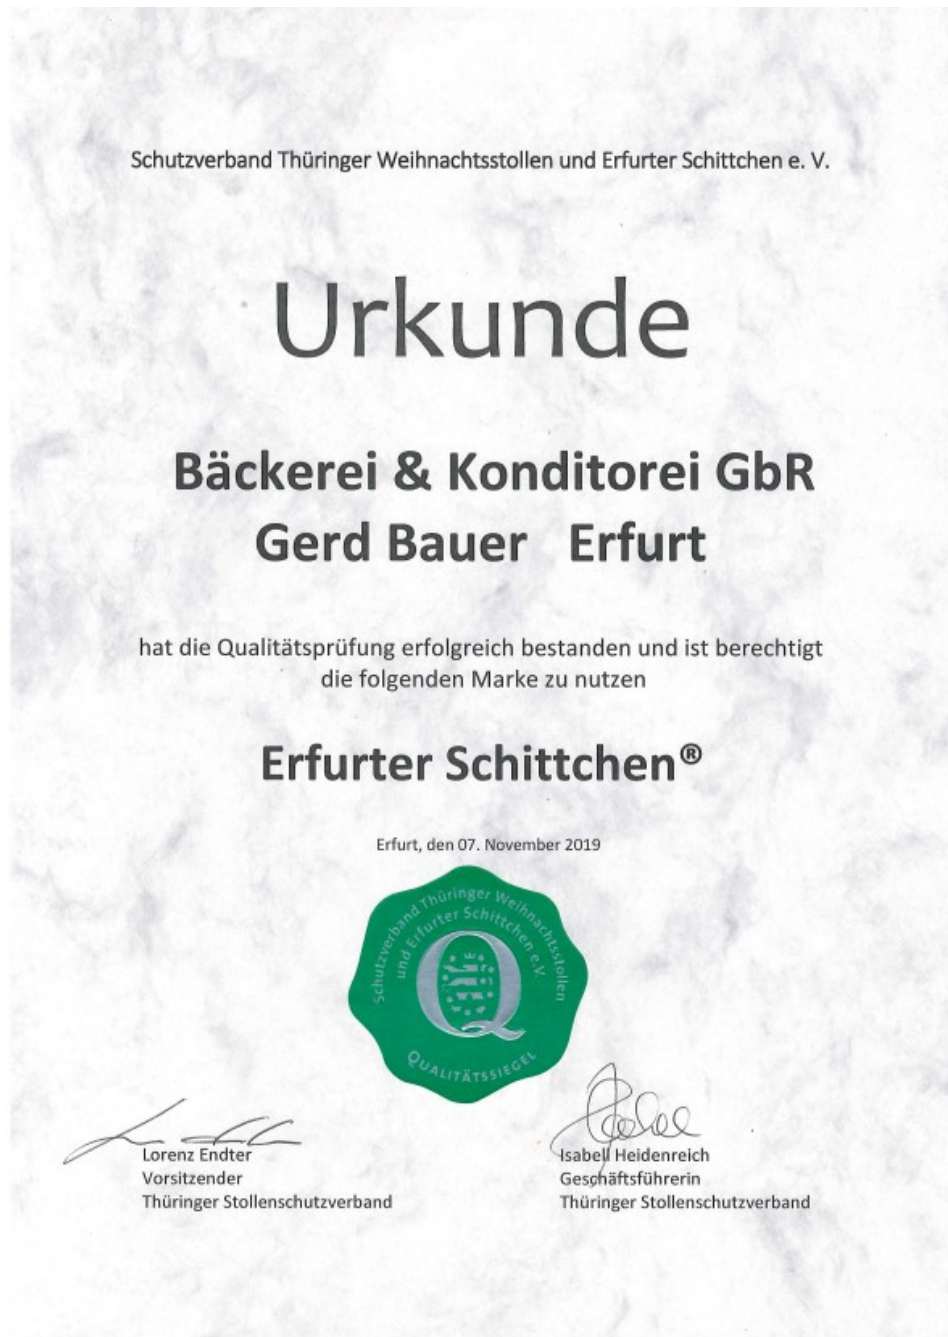 Schutzverband Thüringer Weihnachtsstollen und Erfurter Schittchen e. V.
Urkunde
Bäckerei & Konditorei GbR
Gerd Bauer Erfurt
hat die Qualitätsprüfung erfolgreich bestanden und ist berechtigt
die folgenden Marke zu nutzen
Erfurter Schittchen®
Erfurt, den 07. November 2019
Schutzverband Thüringer Weihnachtsstollen
und Erfurter Schittchen e.V.
Q
QUALITÄTSSIEGEL
Lorenz Endter
Vorsitzender
Thüringer Stollenschutzverband
Isabell Heidenreich
Geschäftsführerin
Thüringer Stollenschutzverband